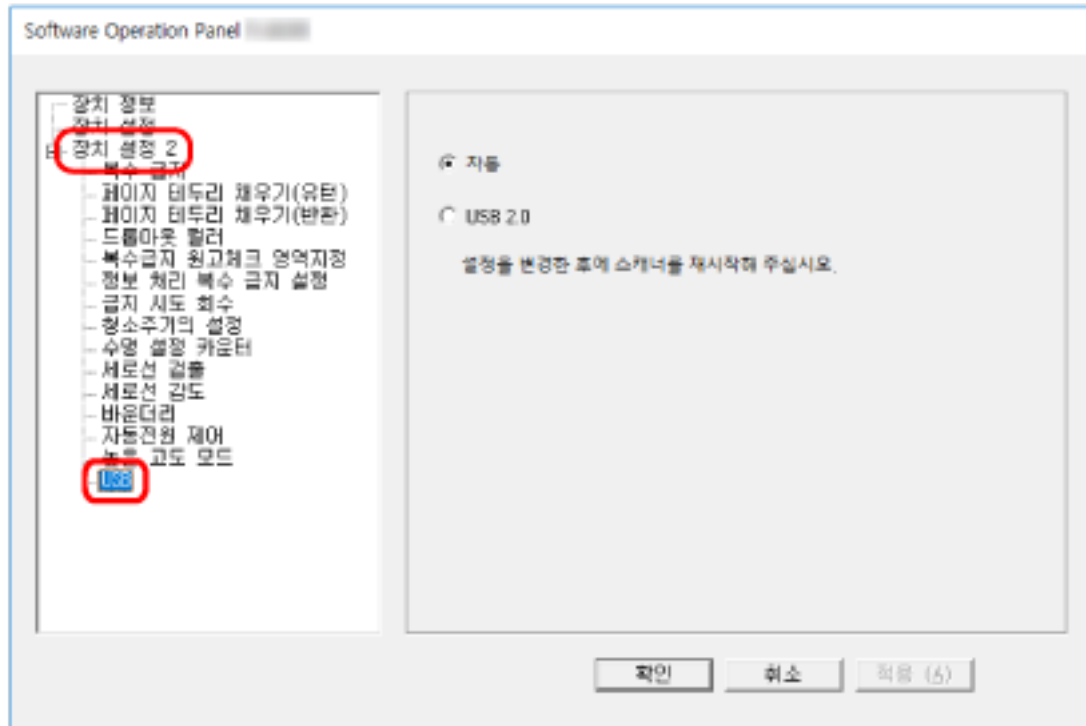 Software Operation Panel
장치 정보
장치 설정
장치 설정 2
복수 급지
페이지 테두리 채우기(유턴)
페이지 테두리 채우기(반환)
드롭아웃 컬러
복수급지 원고체크 영역지정
정보 처리 복수 급지 설정
급지 시도 회수
청소주기의 설정
수명 설정 카운터
세로선 검출
세로선 감도
바운더리
자동전원 제어
높은 고도 모드
USB
자동
USB 2.0
설정을 변경한 후에 스캐너를 재시작해 주십시오.
확인 취소 적용 (A)